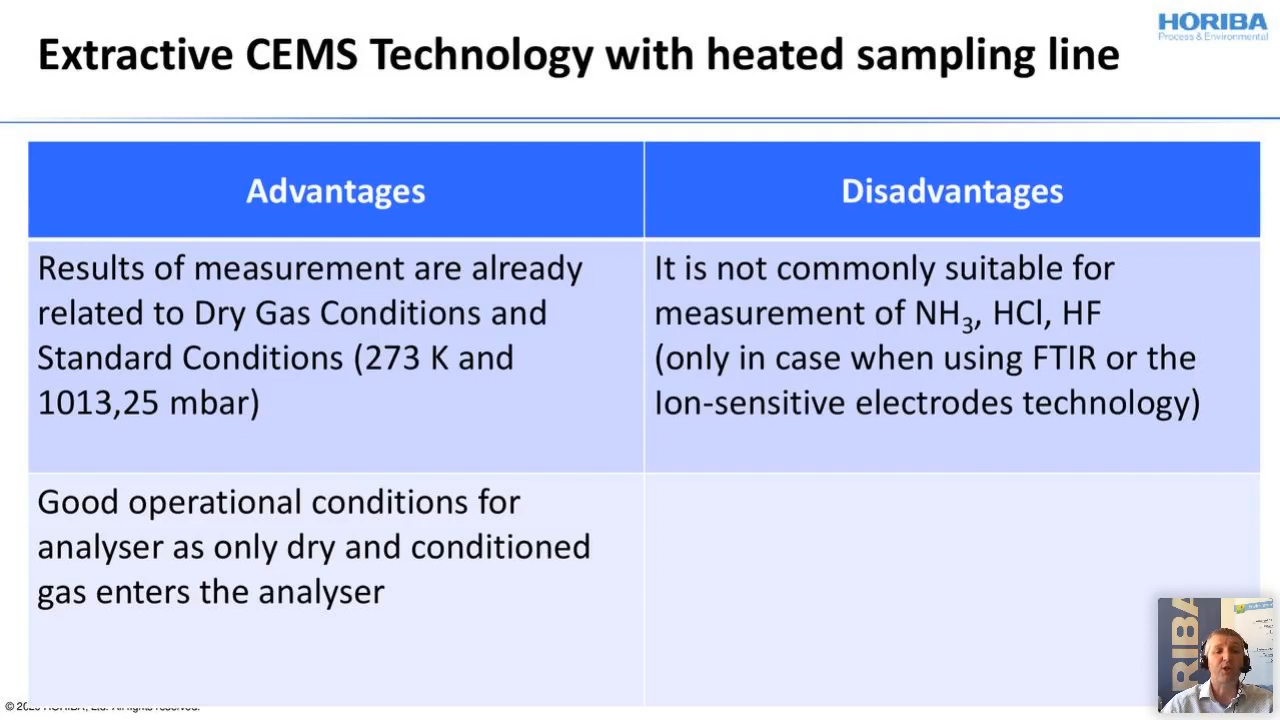 HORIBA
Process & Environmental
Extractive CEMS Technology with heated sampling line
Advantages
Disadvantages
Results of measurement are already
related to Dry Gas Conditions and
Standard Conditions (273 K and
1013,25 mbar)
It is not commonly suitable for
measurement of NH₃, HCl, HF
(only in case when using FTIR or the
Ion-sensitive electrodes technology)
Good operational conditions for
analyser as only dry and conditioned
gas enters the analyser
RIBA